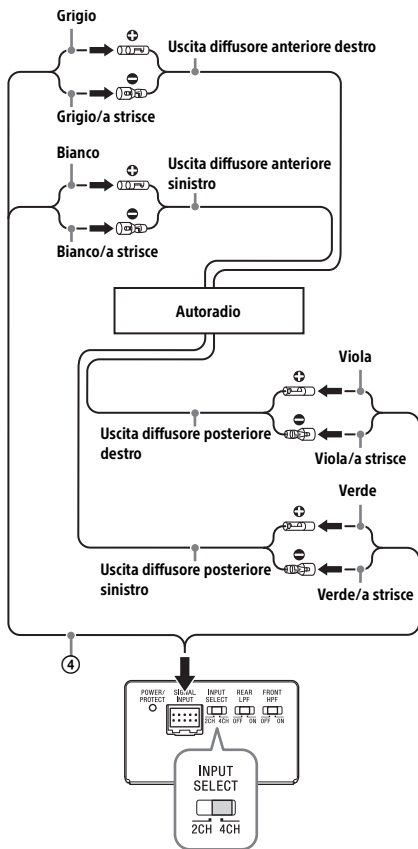 Grigio
Uscita diffusore anteriore destro
Grigio/a strisce
Bianco
Uscita diffusore anteriore
sinistro
Bianco/a strisce
Autoradio
Viola
Uscita diffusore posteriore
destro
Viola/a strisce
Verde
Uscita diffusore posteriore
sinistro
Verde/a strisce
4
POWER/
PROTECT
SIGNAL
INPUT
INPUT
SELECT
2CH 4CH
REAR
LPF
OFF ON
FRONT
HPF
OFF ON
INPUT
SELECT
2CH 4CH